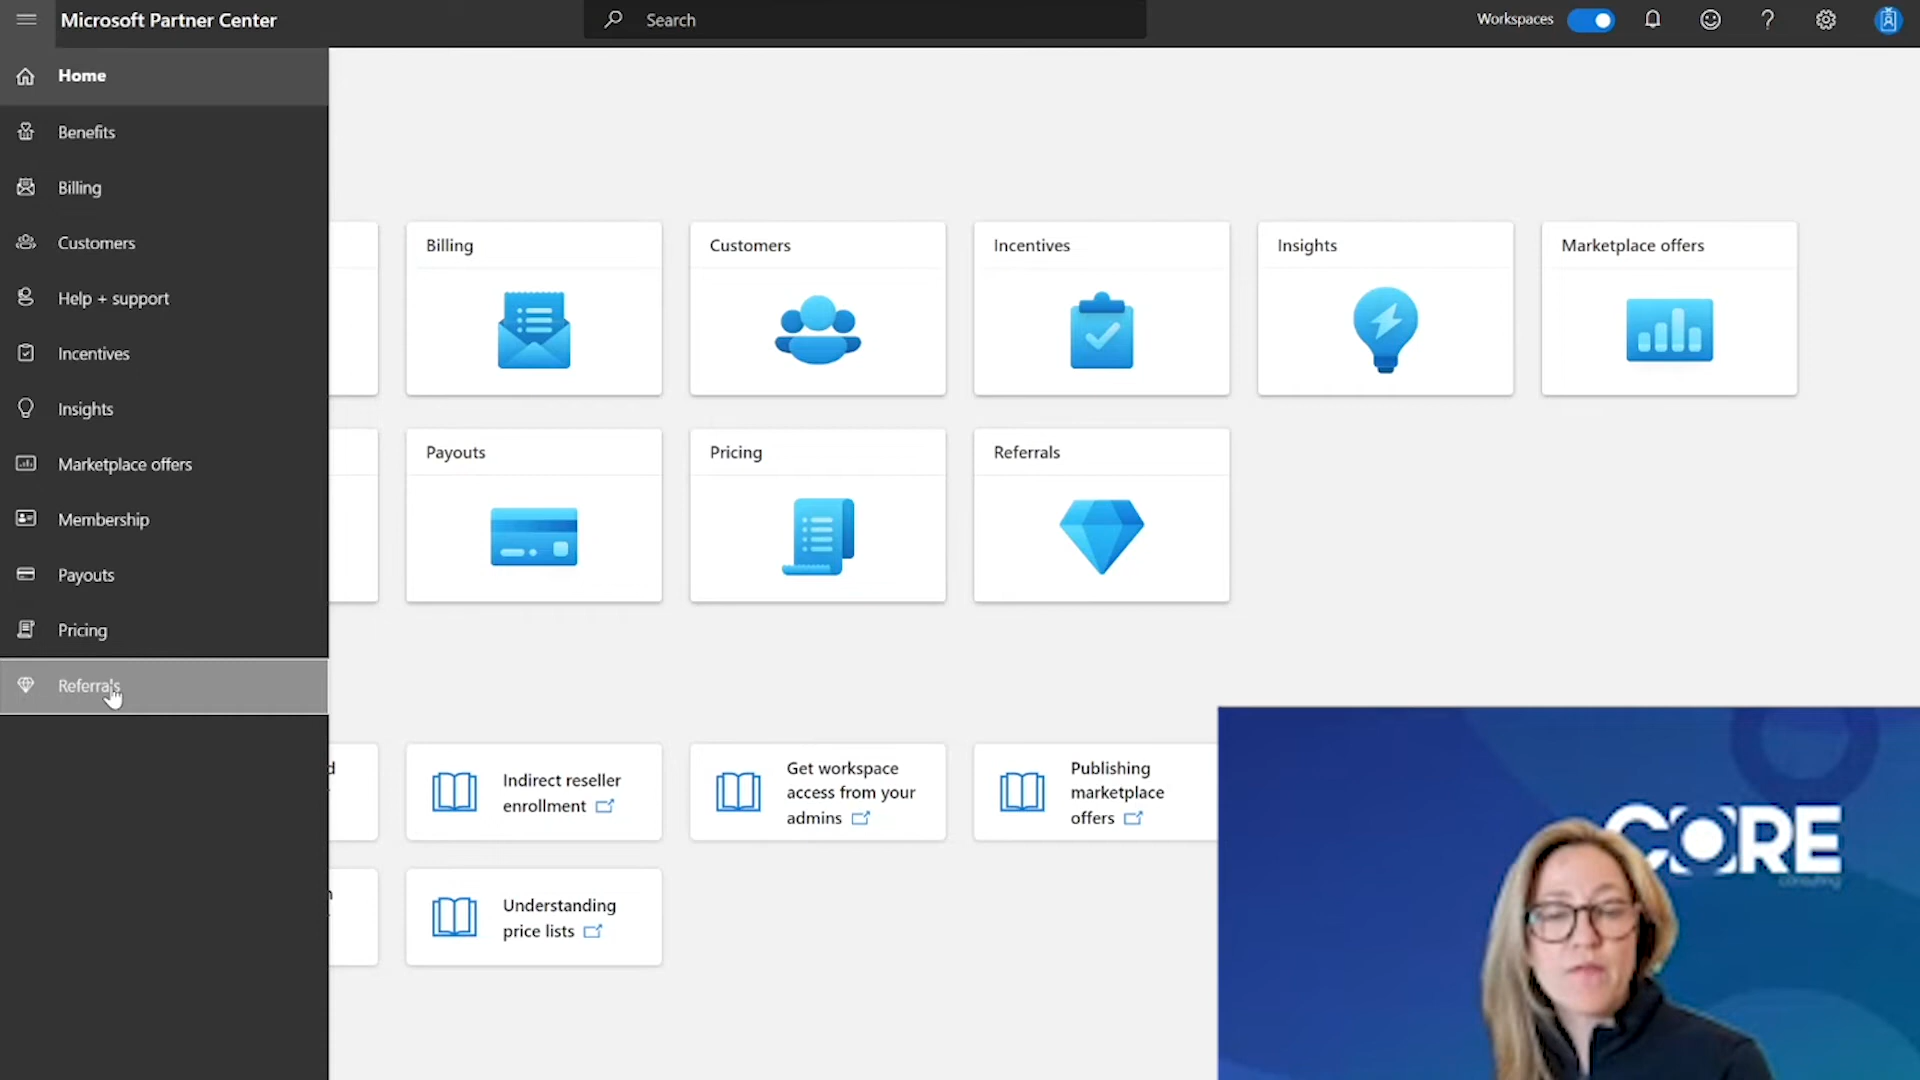 Microsoft Partner Center
Search
Workspaces
Home
Benefits
Billing
Customers
Help + support
Incentives
Insights
Marketplace offers
Membership
Payouts
Pricing
Referrals
Billing
Customers
Incentives
Insights
Marketplace offers
Payouts
Pricing
Referrals
d
Indirect reseller
enrollment
Get workspace
access from your
admins
Publishing
marketplace
offers
n
Understanding
price lists
CORE
consulting